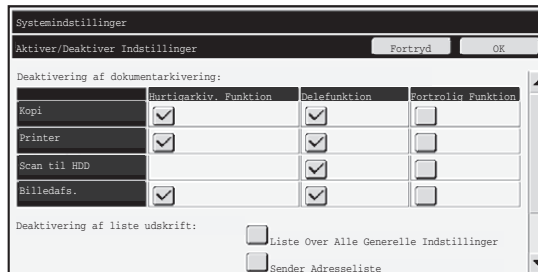 Systemindstillinger
Aktiver/Deaktiver Indstillinger Fortryd OK
Deaktivering af dokumentarkivering:
Hurtigarkiv. Funktion Delefunktion Fortrolig Funktion
Kopi
Printer
Scan til HDD
Billedafs.
Deaktivering af liste udskrift:
Liste Over Alle Generelle Indstillinger
Sender Adresseliste